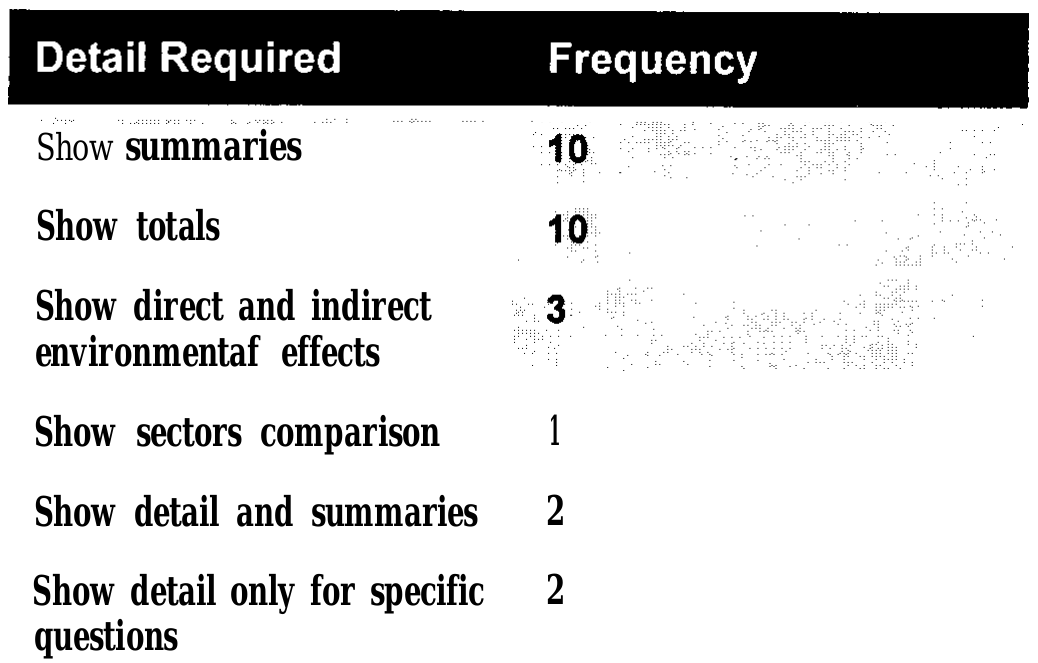 Detail Required Frequency
Show summaries 10
Show totals 10
Show direct and indirect 3
environmentaf effects
Show sectors comparison 1
Show detail and summaries 2
Show detail only for specific 2
questions